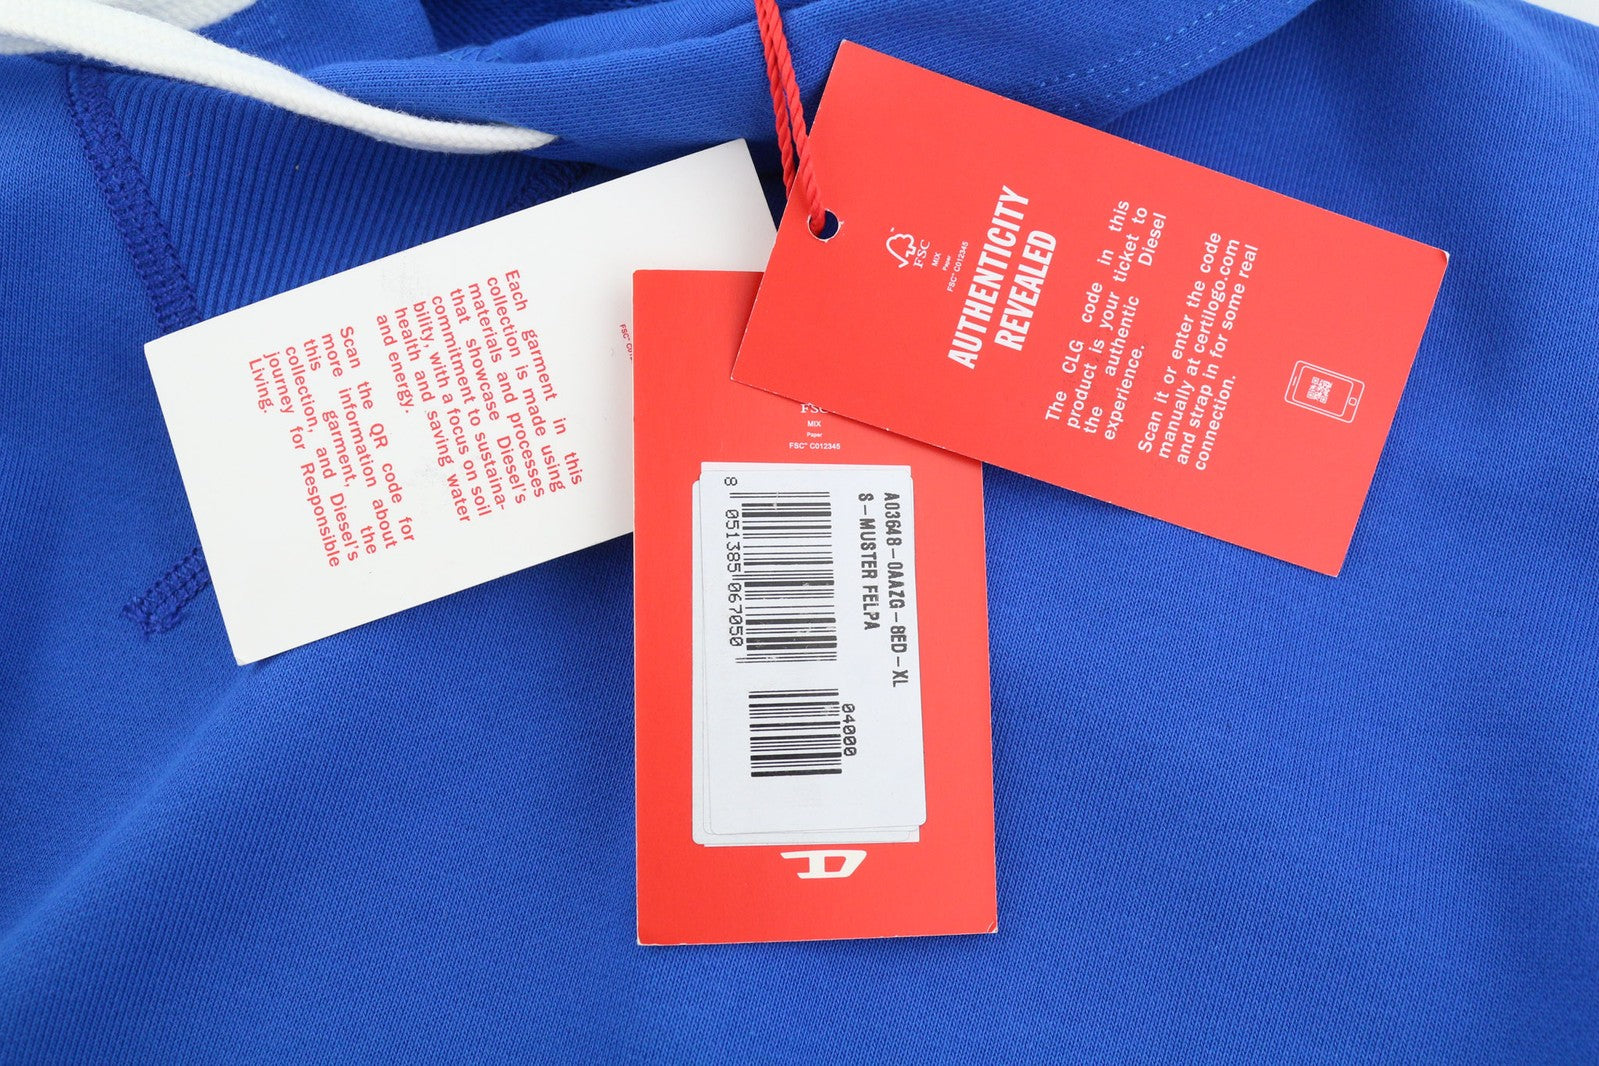 Each garment in this
collection is made using
materials and processes
that showcase Diesel's
commitment to sustaina-
bility, with a focus on soil
health and saving water
and energy.
Scan the QR code for
more information about
this garment, the
collection, and Diesel's
journey for Responsible
Living.
FSC
MIX
Paper
FSC™ C012345
A03648-0AAZG-8ED-XL
S-MUSTER FELPA
8 051385 067050
04000
FSC
MIX
Paper
FSC™ C012345
AUTHENTICITY
REVEALED
The CLG code in this
product is your ticket to
the authentic Diesel
experience.
Scan it or enter the code
manually at certilogo.com
and strap in for some real
connection.